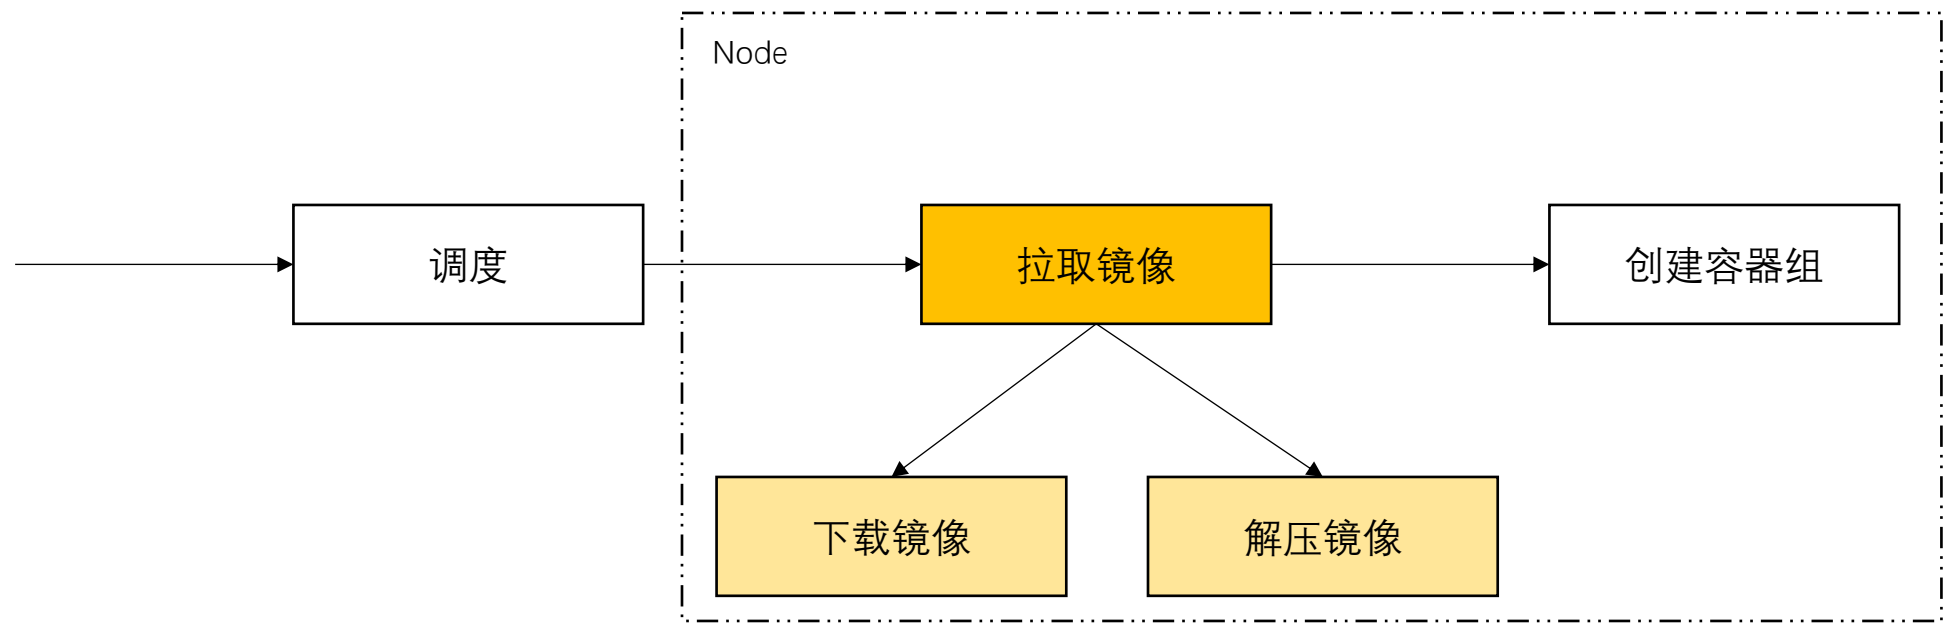 Node
调度
拉取镜像
创建容器组
下载镜像
解压镜像